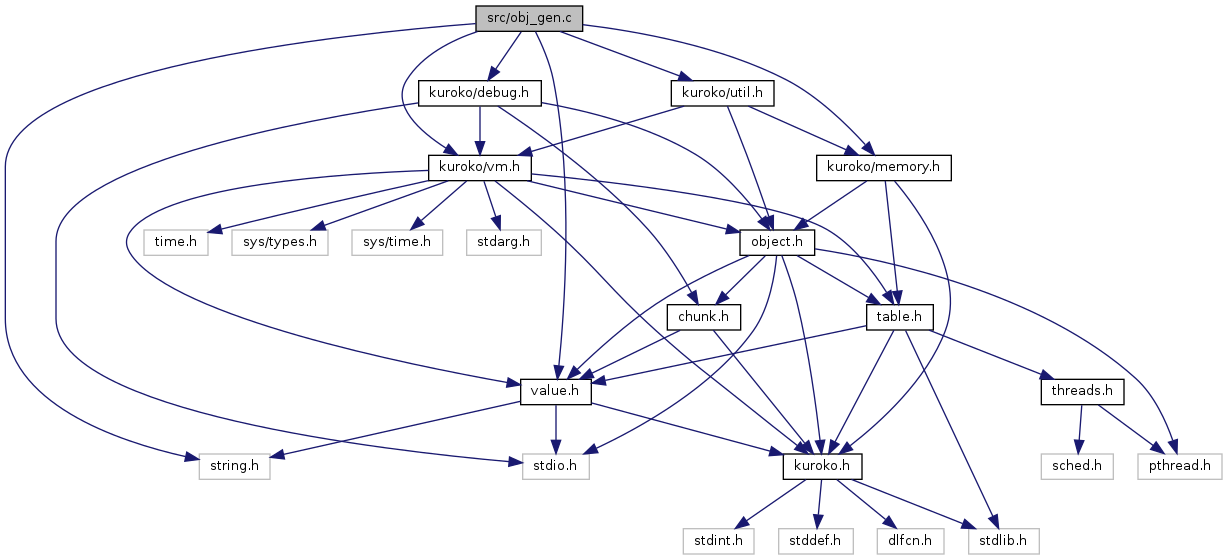 src/obj_gen.c
kuroko/debug.h
kuroko/util.h
kuroko/vm.h
kuroko/memory.h
time.h
sys/types.h
sys/time.h
stdarg.h
object.h
chunk.h
table.h
value.h
threads.h
string.h
stdio.h
kuroko.h
sched.h
pthread.h
stdint.h
stddef.h
dlfcn.h
stdlib.h